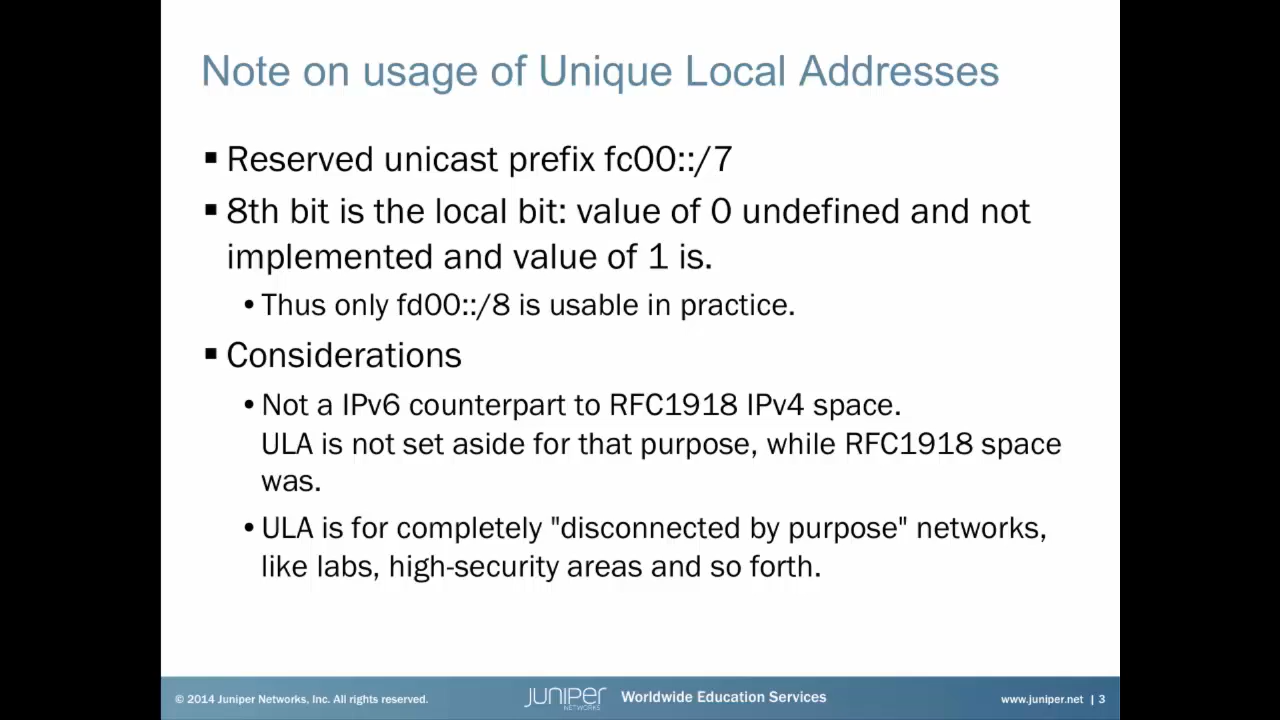 Note on usage of Unique Local Addresses
▪ Reserved unicast prefix fc00::/7
▪ 8th bit is the local bit: value of 0 undefined and not
implemented and value of 1 is.
• Thus only fd00::/8 is usable in practice.
▪ Considerations
• Not a IPv6 counterpart to RFC1918 IPv4 space.
ULA is not set aside for that purpose, while RFC1918 space
was.
• ULA is for completely "disconnected by purpose" networks,
like labs, high-security areas and so forth.
© 2014 Juniper Networks, Inc. All rights reserved.
JUNIPER
NETWORKS
Worldwide Education Services
www.juniper.net | 3